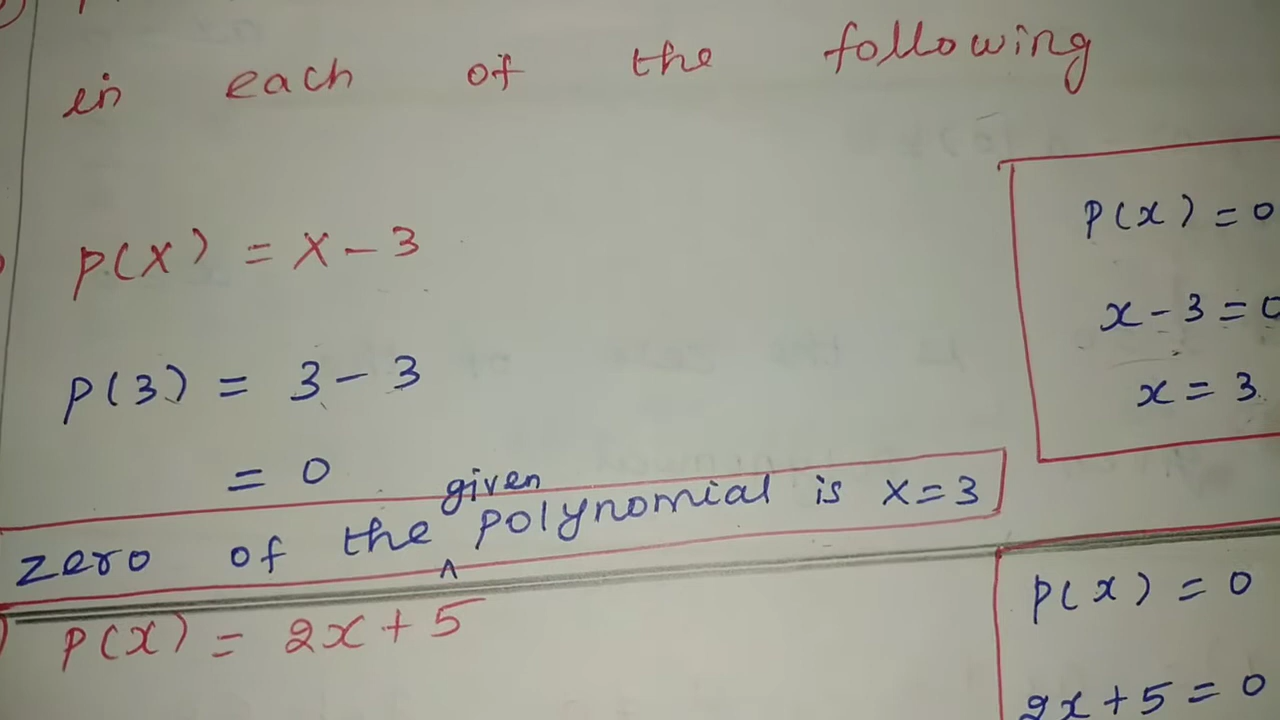 in each of the following
P(x) = x - 3
P(3) = 3 - 3
= 0
zero of the given polynomial is x = 3
P(x) = 0
x - 3 = 0
x = 3
P(x) = 2x + 5
P(x) = 0
2x + 5 = 0